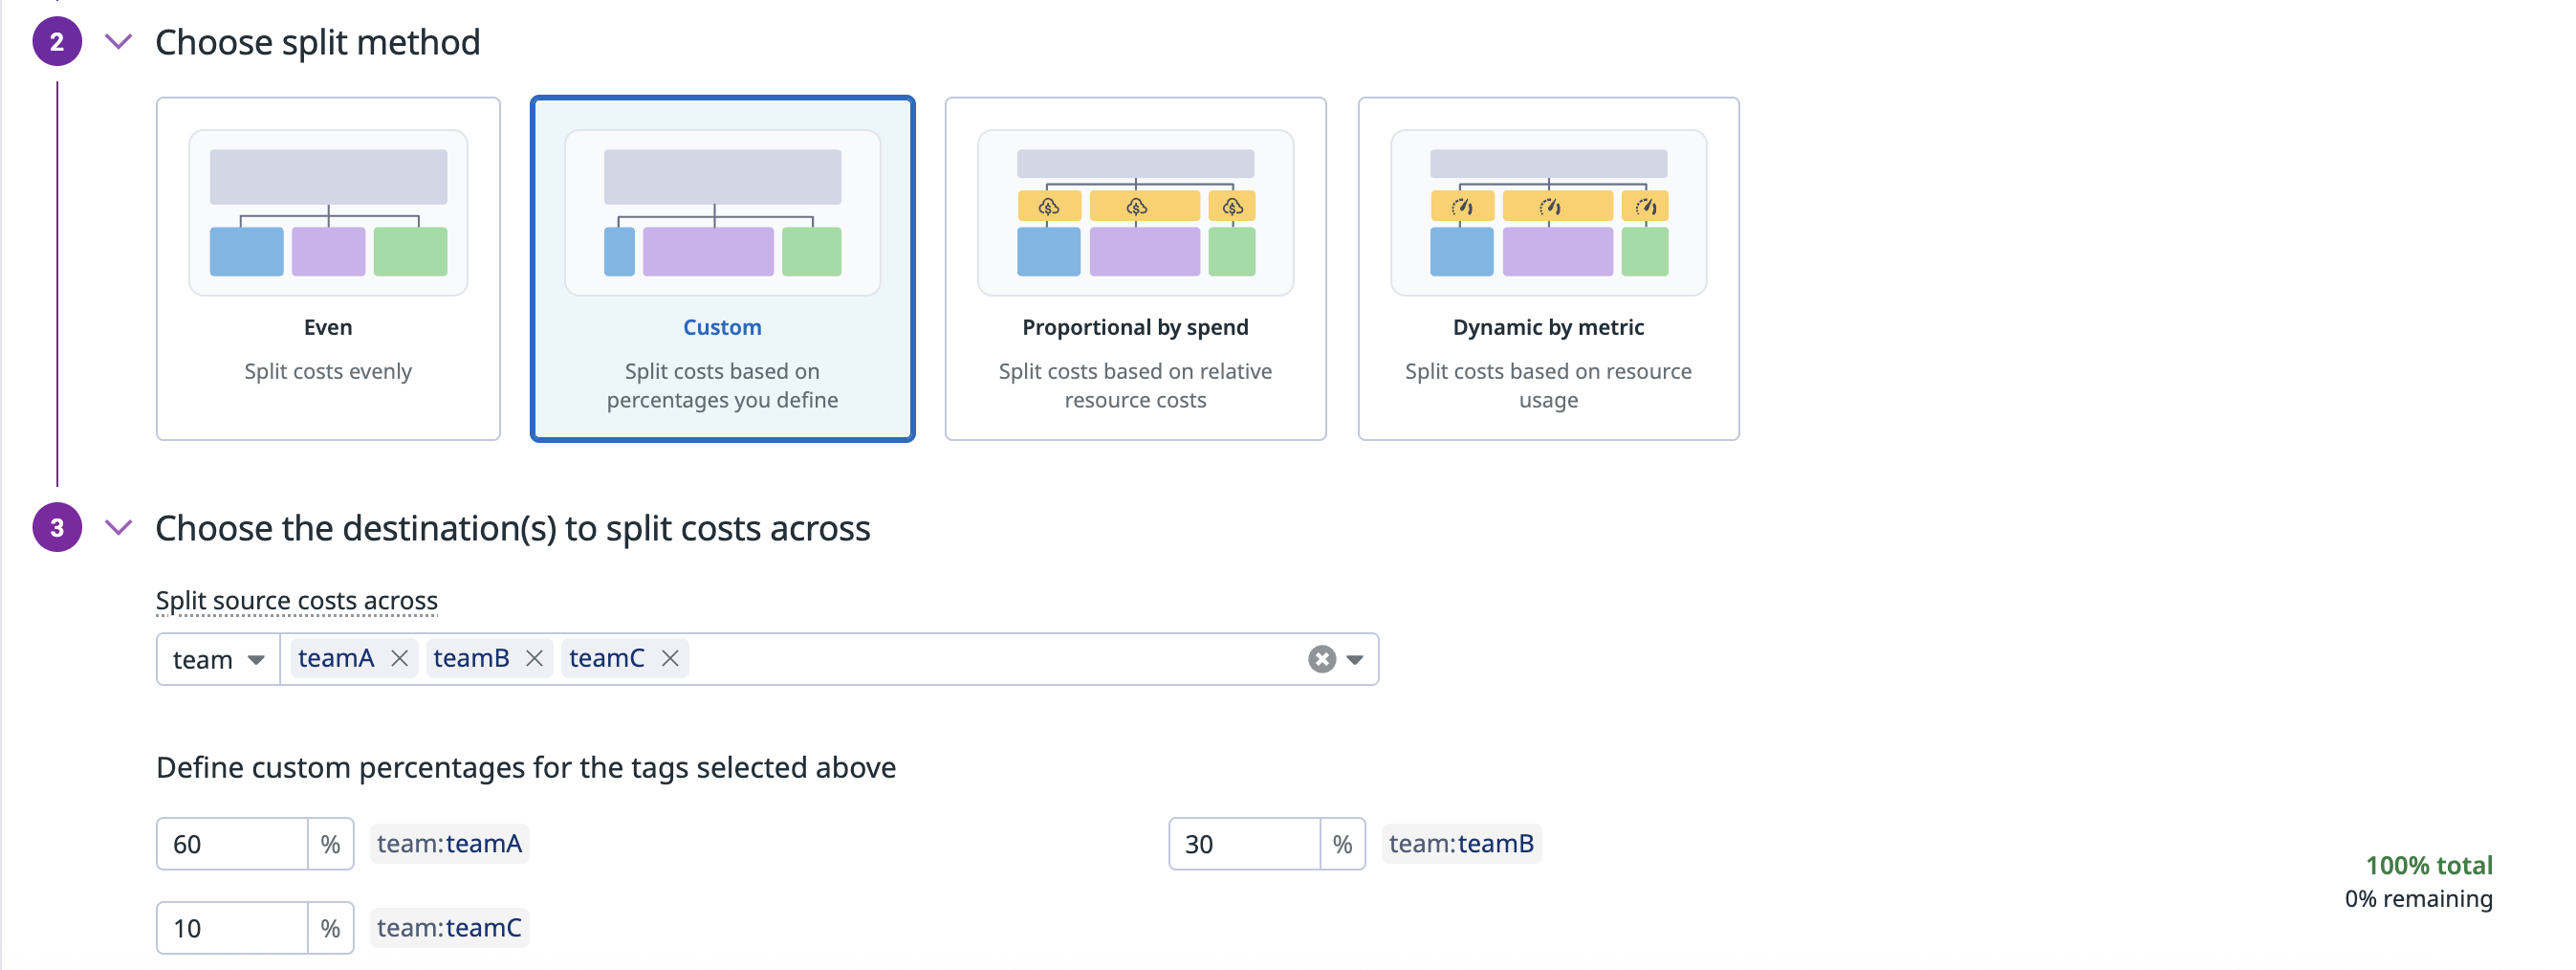 2
Choose split method
Even
Split costs evenly
Custom
Split costs based on
percentages you define
Proportional by spend
Split costs based on relative
resource costs
Dynamic by metric
Split costs based on resource
usage
3
Choose the destination(s) to split costs across
Split source costs across
team teamA teamB teamC
Define custom percentages for the tags selected above
60 % team:teamA
30 % team:teamB
10 % team:teamC
100% total
0% remaining